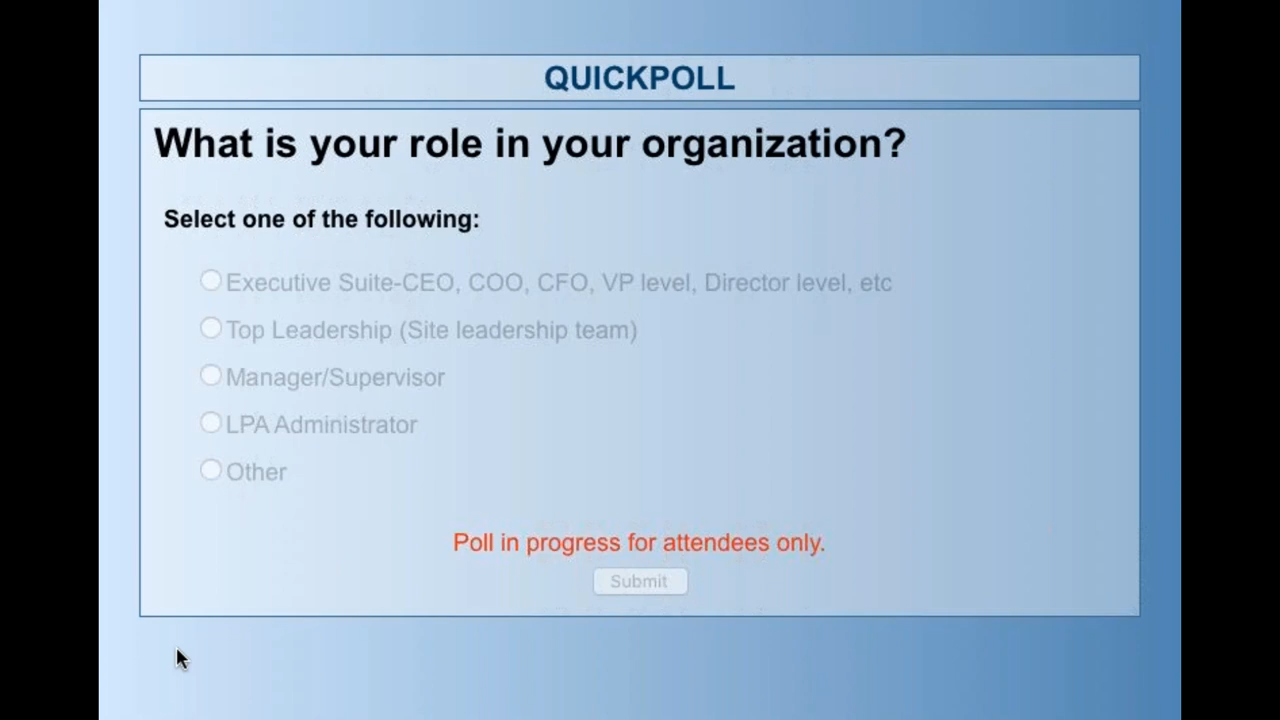 QUICKPOLL
What is your role in your organization?
Select one of the following:
Executive Suite-CEO, COO, CFO, VP level, Director level, etc
Top Leadership (Site leadership team)
Manager/Supervisor
LPA Administrator
Other
Poll in progress for attendees only.
Submit